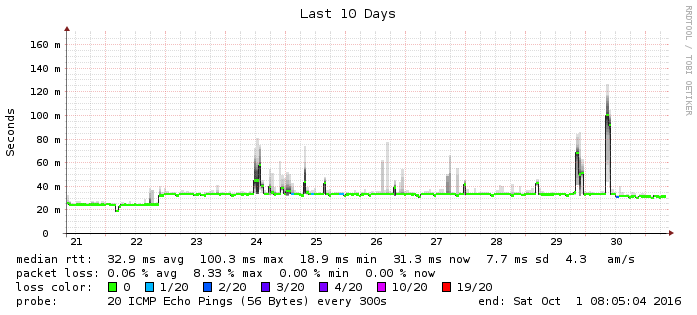 Last 10 Days
RRDTOOL / TOBI OETIKER
Seconds
160 m
140 m
120 m
100 m
80 m
60 m
40 m
20 m
0
21 22 23 24 25 26 27 28 29 30
median rtt: 32.9 ms avg 100.3 ms max 18.9 ms min 31.3 ms now 7.7 ms sd 4.3 am/s
packet loss: 0.06 % avg 8.33 % max 0.00 % min 0.00 % now
loss color: 0 1/20 2/20 3/20 4/20 10/20 19/20
probe: 20 ICMP Echo Pings (56 Bytes) every 300s end: Sat Oct 1 08:05:04 2016